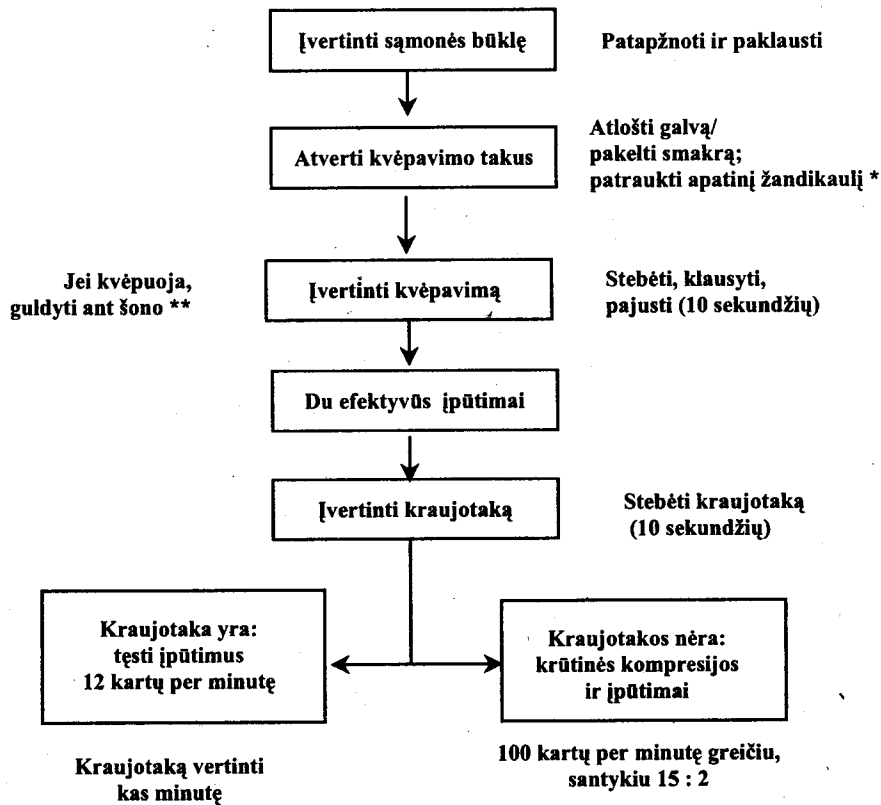 Įvertinti sąmonės būklę
Patapžnoti ir paklausti
Atverti kvėpavimo takus
Atlošti galvą/
pakelti smakrą;
patraukti apatinį žandikaulį *
Jei kvėpuoja,
guldyti ant šono **
Įvertinti kvėpavimą
Stebėti, klausyti,
pajusti (10 sekundžių)
Du efektyvūs įpūtimai
Įvertinti kraujotaką
Stebėti kraujotaką
(10 sekundžių)
Kraujotaka yra:
tęsti įpūtimus
12 kartų per minutę
Kraujotaką vertinti
kas minutę
Kraujotakos nėra:
krūtinės kompresijos
ir įpūtimai
100 kartų per minutę greičiu,
santykiu 15 : 2